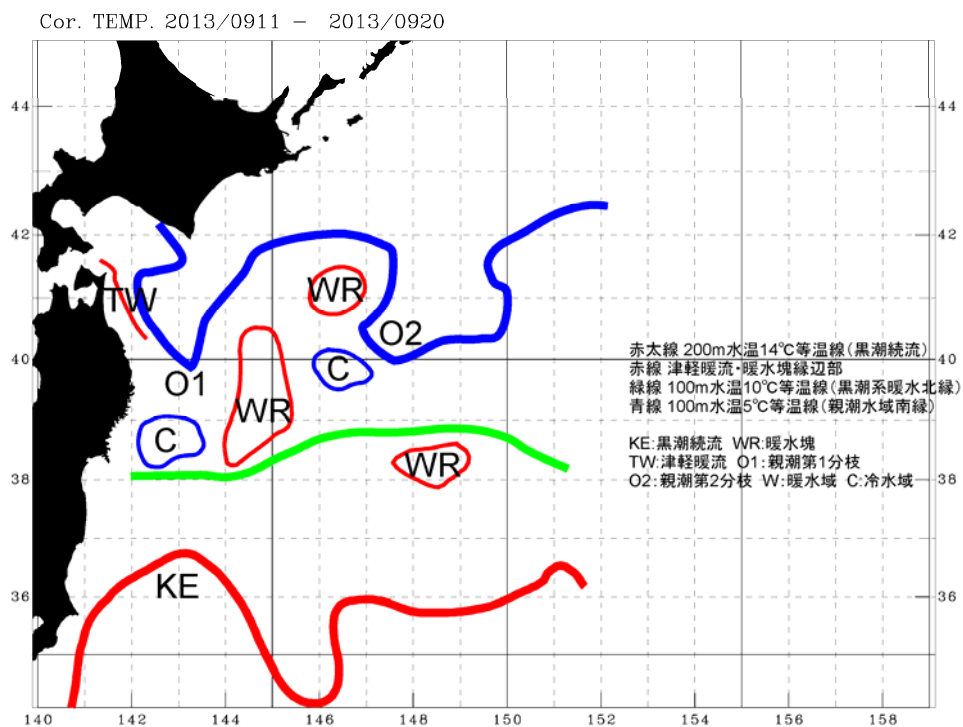 Cor. TEMP. 2013/0911 － 2013/0920
44
44
42
42
TW
WR
O2
40
40
O1
C
WR
C
WR
38
38
赤太線 200m水温14℃等温線(黒潮続流)
赤線 津軽暖流・暖水塊縁辺部
緑線 100m水温10℃等温線(黒潮系暖水北縁)
青線 100m水温5℃等温線(親潮水域南縁)
KE:黒潮続流 WR:暖水塊
TW:津軽暖流 O1:親潮第1分枝
O2:親潮第2分枝 W:暖水域 C:冷水域
KE
36
36
140 142 144 146 148 150 152 154 156 158